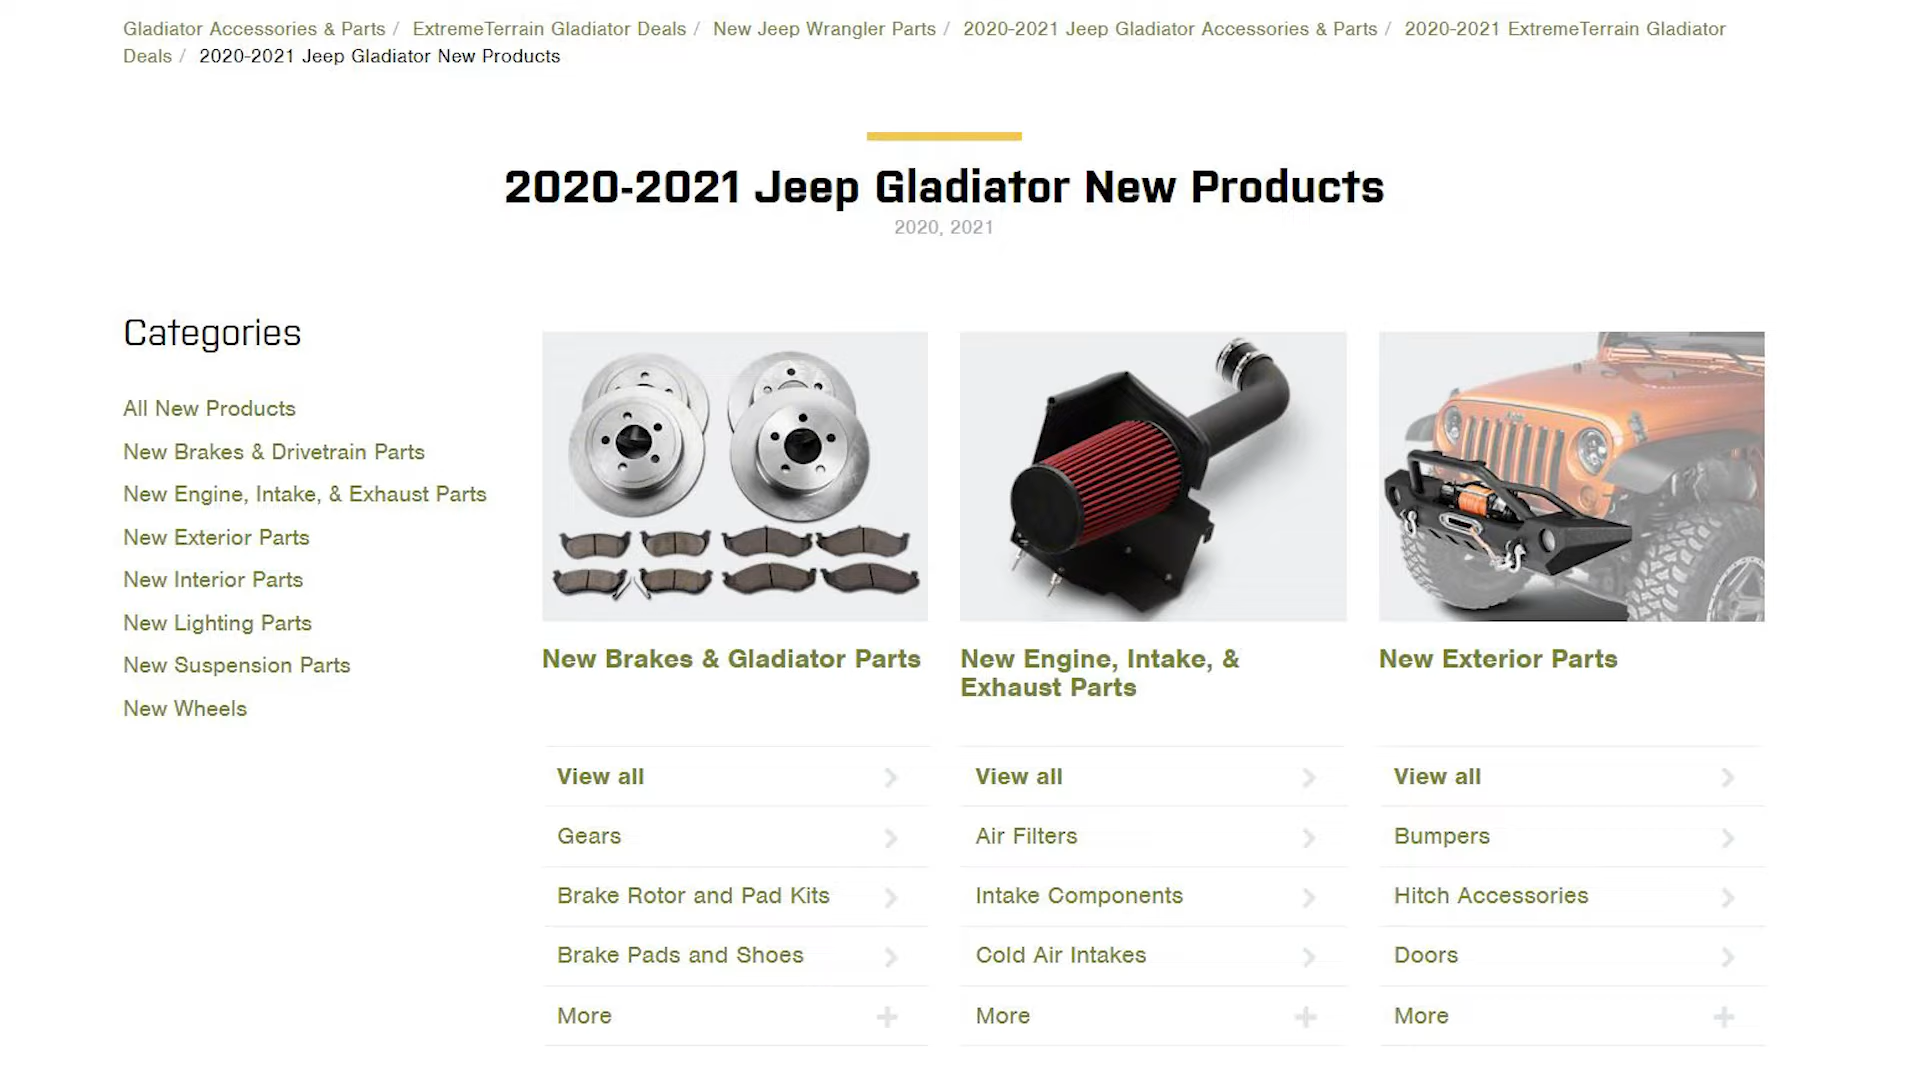 Gladiator Accessories & Parts / ExtremeTerrain Gladiator Deals / New Jeep Wrangler Parts / 2020-2021 Jeep Gladiator Accessories & Parts / 2020-2021 ExtremeTerrain Gladiator
Deals / 2020-2021 Jeep Gladiator New Products
2020-2021 Jeep Gladiator New Products
2020, 2021
Categories
All New Products
New Brakes & Drivetrain Parts
New Engine, Intake, & Exhaust Parts
New Exterior Parts
New Interior Parts
New Lighting Parts
New Suspension Parts
New Wheels
New Brakes & Gladiator Parts
View all
Gears
Brake Rotor and Pad Kits
Brake Pads and Shoes
More
New Engine, Intake, &
Exhaust Parts
View all
Air Filters
Intake Components
Cold Air Intakes
More
New Exterior Parts
View all
Bumpers
Hitch Accessories
Doors
More